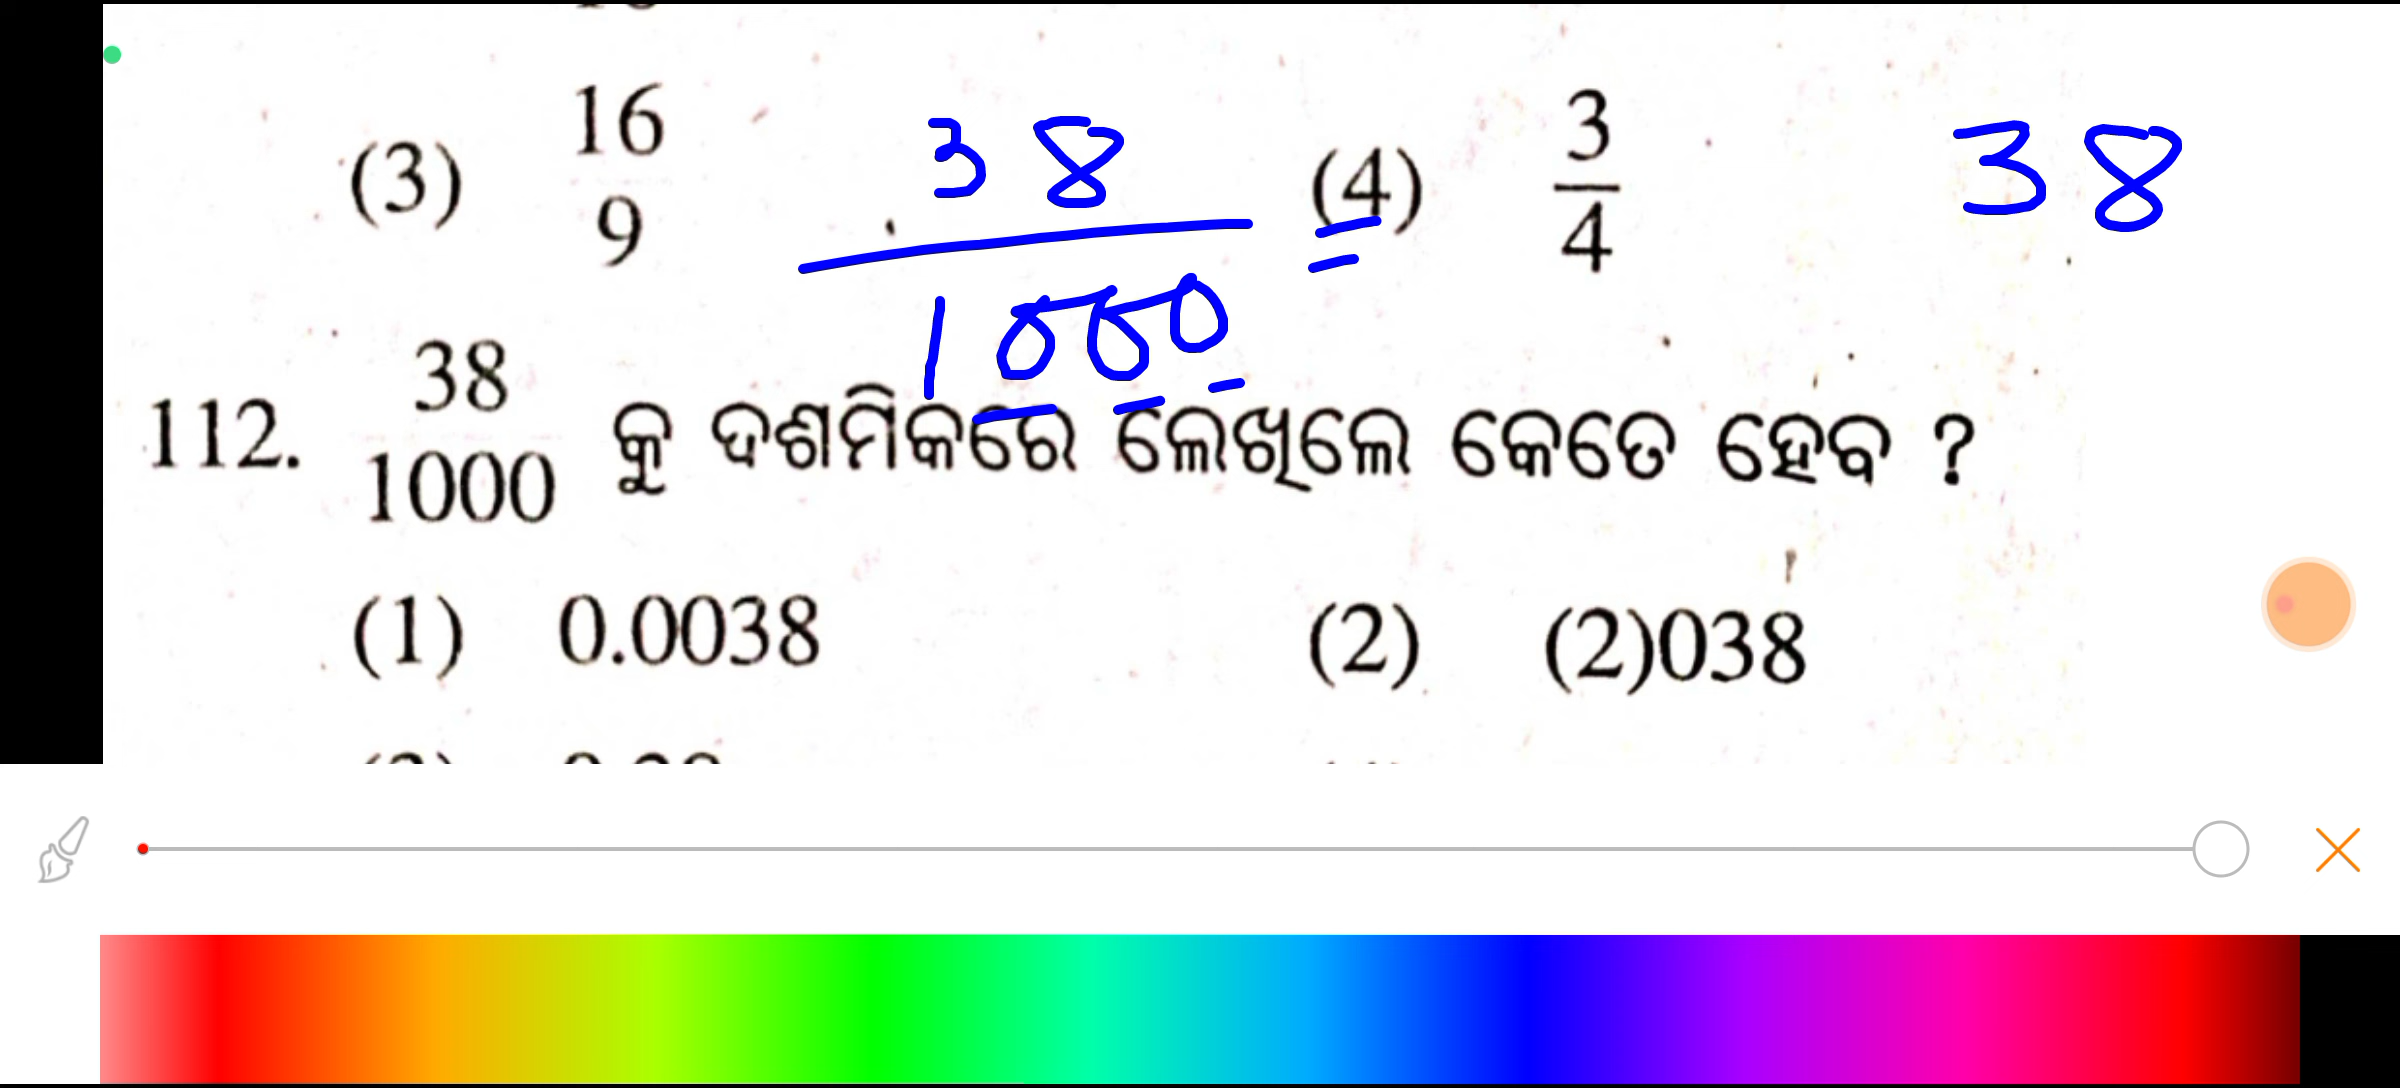 (3) 16/9 38/1000 (4) 3/4 38
112. 38/1000 କୁ ଦଶମିକରେ ଲେଖିଲେ କେତେ ହେବ ?
(1) 0.0038 (2) (2)038